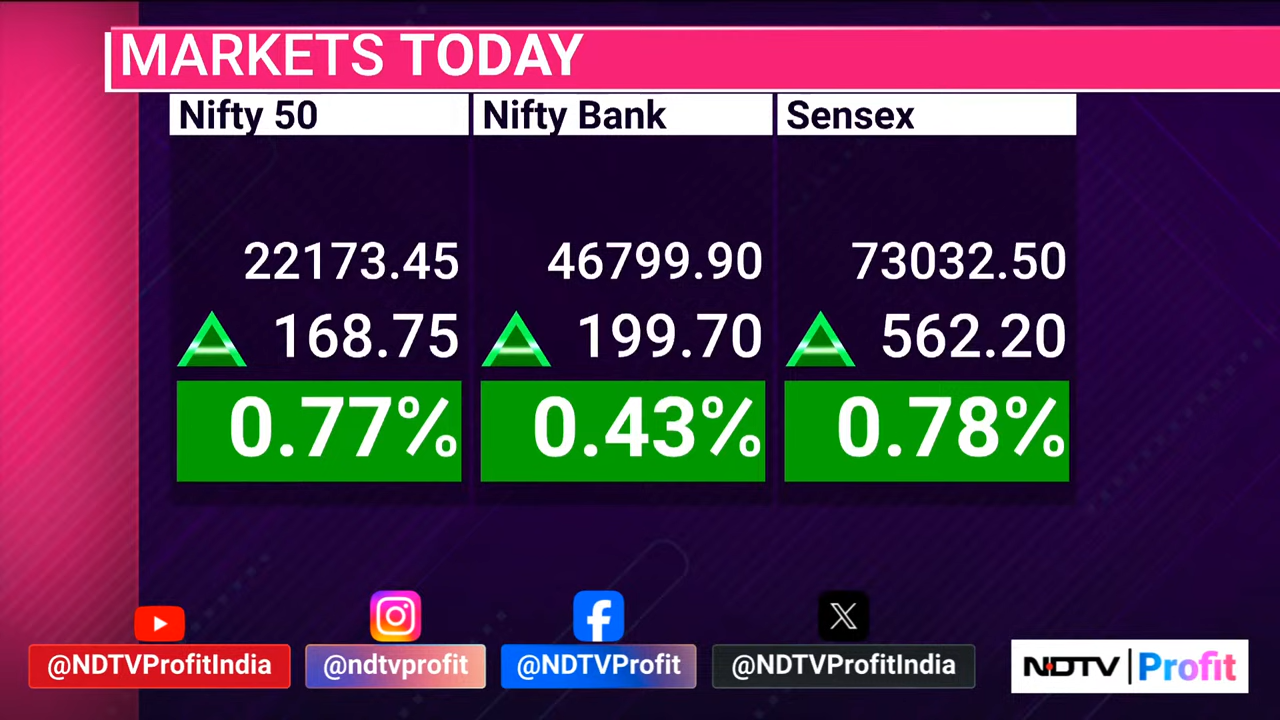 MARKETS TODAY
Nifty 50
Nifty Bank
Sensex
22173.45
46799.90
73032.50
168.75
199.70
562.20
0.77%
0.43%
0.78%
@NDTVProfitIndia
@ndtvprofit
@NDTVProfit
@NDTVProfitIndia
NDTV Profit